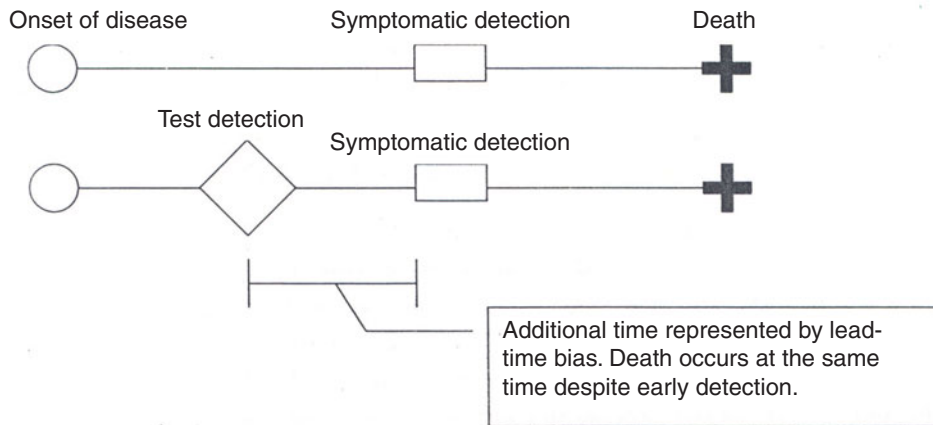 Onset of disease
Symptomatic detection
Death
Test detection
Symptomatic detection
Additional time represented by lead-
time bias. Death occurs at the same
time despite early detection.